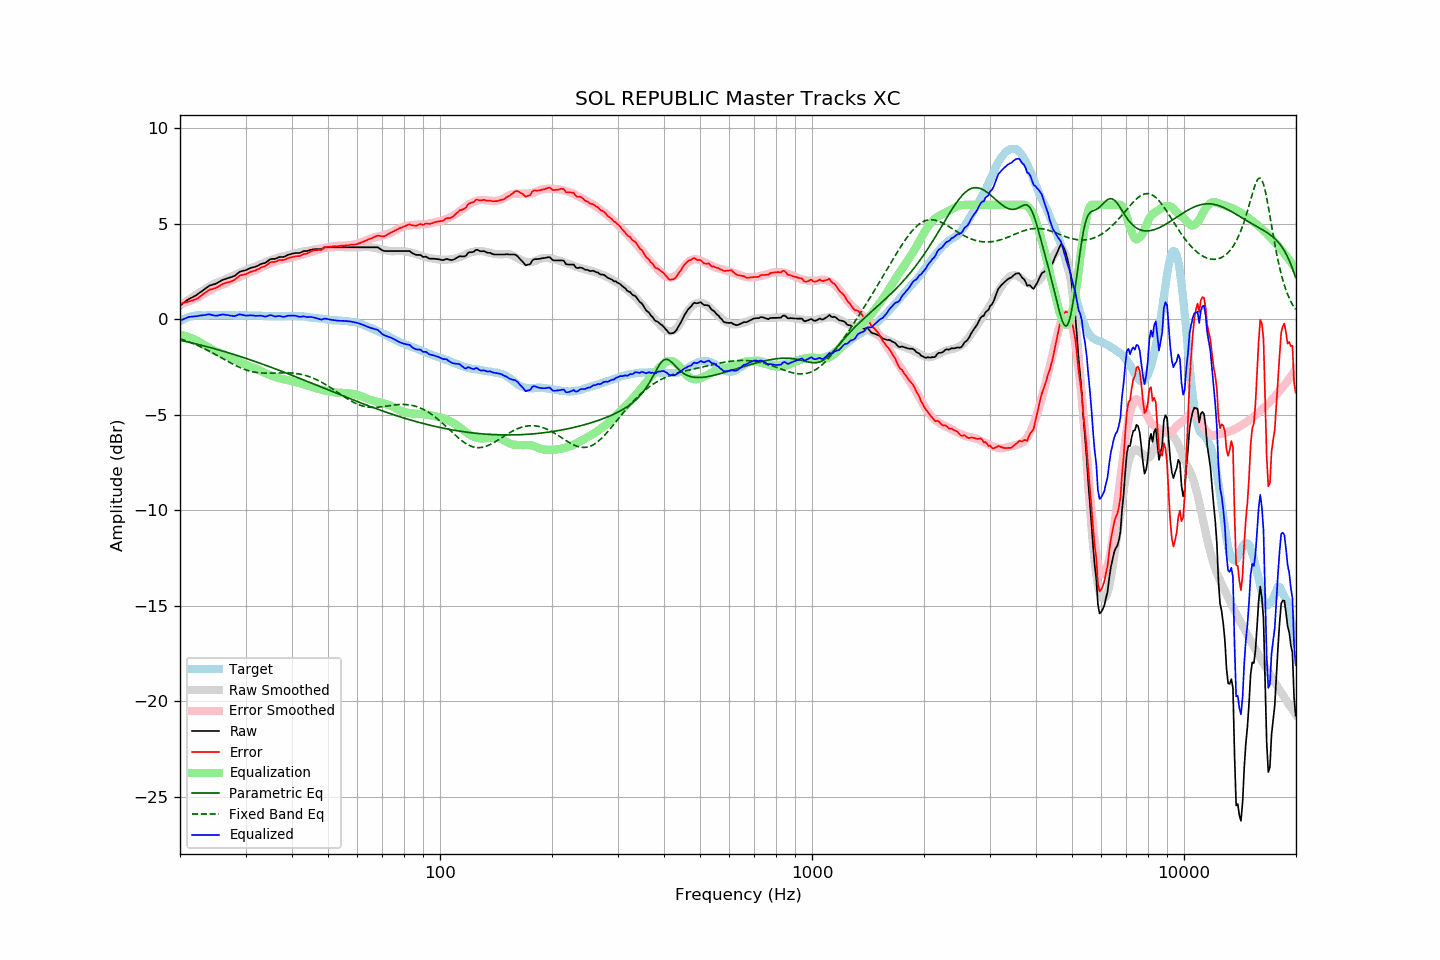 SOL REPUBLIC Master Tracks XC
10
5
0
−5
−10
−15
−20
−25
Amplitude (dBr)
Target
Raw Smoothed
Error Smoothed
Raw
Error
Equalization
Parametric Eq
Fixed Band Eq
Equalized
100
1000
10000
Frequency (Hz)